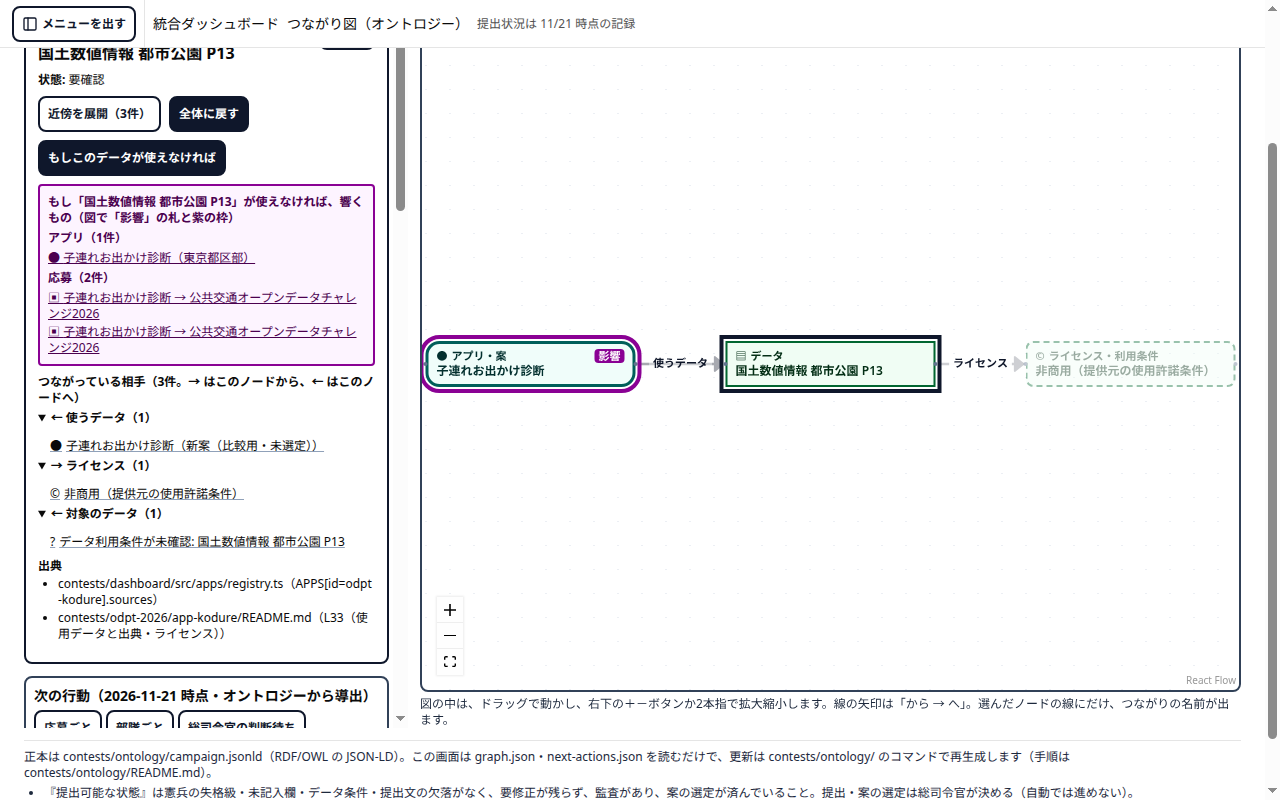 メニューを出す
統合ダッシュボード つながり図（オントロジー） 提出状況は 11/21 時点の記録
国土数値情報 都市公園 P13
状態: 要確認
近傍を展開（3件） 全体に戻す
もしこのデータが使えなければ
もし「国土数値情報 都市公園 P13」が使えなければ、響く
もの（図で「影響」の札と紫の枠）
アプリ（1件）
● 子連れお出かけ診断（東京都区部）
応募（2件）
▣ 子連れお出かけ診断 → 公共交通オープンデータチャレ
ンジ2026
▣ 子連れお出かけ診断 → 公共交通オープンデータチャレ
ンジ2026
つながっている相手（3件。→ はこのノードから、← はこのノ
ードへ）
▼ ← 使うデータ（1）
● 子連れお出かけ診断（新案（比較用・未選定））
▼ → ライセンス（1）
© 非商用（提供元の使用許諾条件）
▼ ← 対象のデータ（1）
? データ利用条件が未確認: 国土数値情報 都市公園 P13
出典
• contests/dashboard/src/apps/registry.ts（APPS[id=odpt
-kodure].sources）
• contests/odpt-2026/app-kodure/README.md（L33（使
用データと出典・ライセンス））
次の行動（2026-11-21 時点・オントロジーから導出）
応募ごと 部隊ごと 総司令官の判断待ち
● アプリ・案 影響
子連れお出かけ診断
使うデータ
▤ データ
国土数値情報 都市公園 P13
ライセンス
© ライセンス・利用条件
非商用（提供元の使用許諾条件）
React Flow
図の中は、ドラッグで動かし、右下の＋－ボタンか2本指で拡大縮小します。線の矢印は「から → へ」。選んだノードの線にだけ、つながりの名前が出
ます。
正本は contests/ontology/campaign.jsonld（RDF/OWL の JSON-LD）。この画面は graph.json・next-actions.json を読むだけで、更新は contests/ontology/ のコマンドで再生成します（手順は
contests/ontology/README.md）。
• 『提出可能な状態』は憲兵の失格級・未記入欄・データ条件・提出文の欠落がなく、要修正が残らず、監査があり、案の選定が済んでいること。提出・案の選定は総司令官が決める（自動では進めない）。